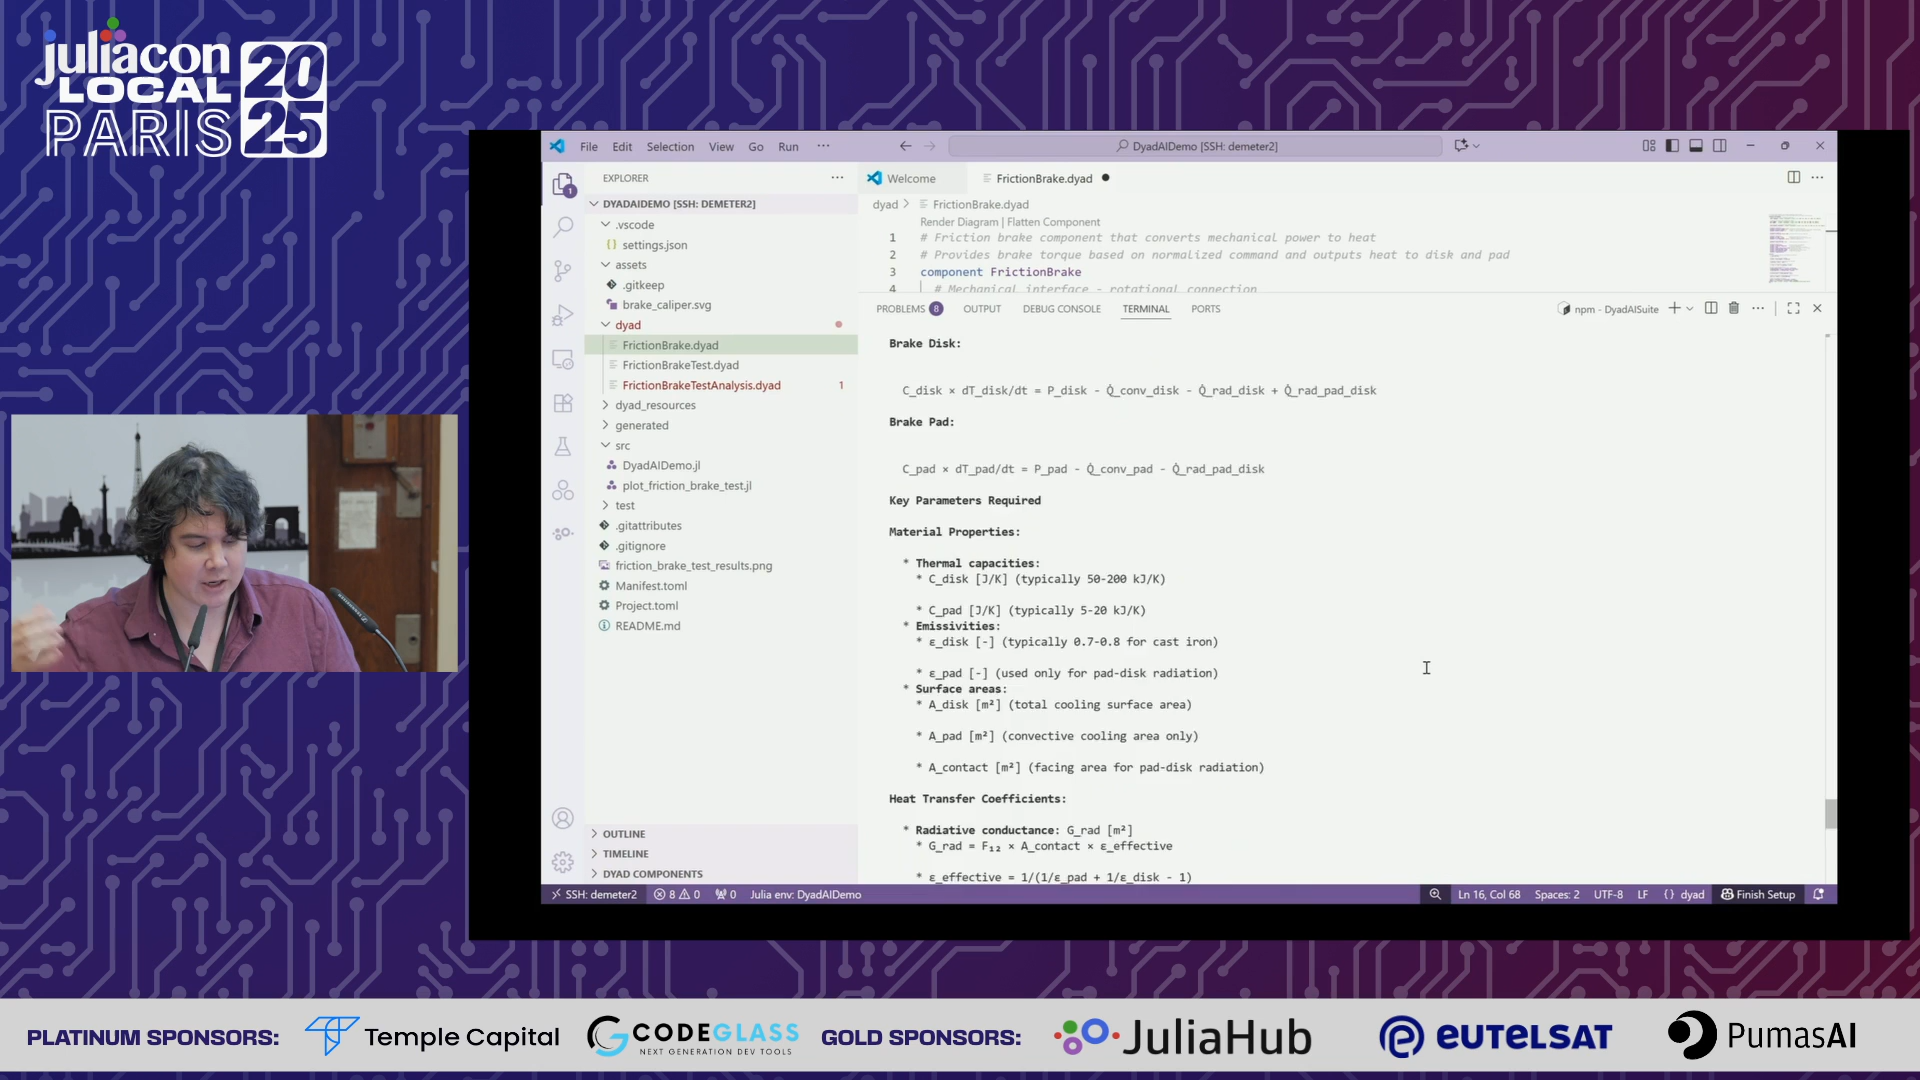 juliacon
LOCAL
PARIS
20
25
File Edit Selection View Go Run ···
DyadAIDemo [SSH: demeter2]
EXPLORER
DYADAIDEMO [SSH: DEMETER2]
.vscode
{} settings.json
assets
.gitkeep
brake_caliper.svg
dyad
FrictionBrake.dyad
FrictionBrakeTest.dyad
FrictionBrakeTestAnalysis.dyad 1
dyad_resources
generated
src
DyadAIDemo.jl
plot_friction_brake_test.jl
test
.gitattributes
.gitignore
friction_brake_test_results.png
Manifest.toml
Project.toml
README.md
OUTLINE
TIMELINE
DYAD COMPONENTS
Welcome
FrictionBrake.dyad
dyad > FrictionBrake.dyad
Render Diagram | Flatten Component
1 # Friction brake component that converts mechanical power to heat
2 # Provides brake torque based on normalized command and outputs heat to disk and pad
3 component FrictionBrake
4 # Mechanical interface - rotational connection
PROBLEMS 8 OUTPUT DEBUG CONSOLE TERMINAL PORTS
npm - DyadAISuite
Brake Disk:
C_disk × dT_disk/dt = P_disk - Q̇_conv_disk - Q̇_rad_disk + Q̇_rad_pad_disk
Brake Pad:
C_pad × dT_pad/dt = P_pad - Q̇_conv_pad - Q̇_rad_pad_disk
Key Parameters Required
Material Properties:
* Thermal capacities:
* C_disk [J/K] (typically 50-200 kJ/K)
* C_pad [J/K] (typically 5-20 kJ/K)
* Emissivities:
* ε_disk [-] (typically 0.7-0.8 for cast iron)
* ε_pad [-] (used only for pad-disk radiation)
* Surface areas:
* A_disk [m²] (total cooling surface area)
* A_pad [m²] (convective cooling area only)
* A_contact [m²] (facing area for pad-disk radiation)
Heat Transfer Coefficients:
* Radiative conductance: G_rad [m²]
* G_rad = F₁₂ × A_contact × ε_effective
* ε_effective = 1/(1/ε_pad + 1/ε_disk - 1)
SSH: demeter2 8 0 0 Julia env: DyadAIDemo
Ln 16, Col 68 Spaces: 2 UTF-8 LF {} dyad Finish Setup
PLATINUM SPONSORS:
Temple Capital
CODEGLASS
NEXT GENERATION DEV TOOLS
GOLD SPONSORS:
JuliaHub
eUTELSAT
PumasAI